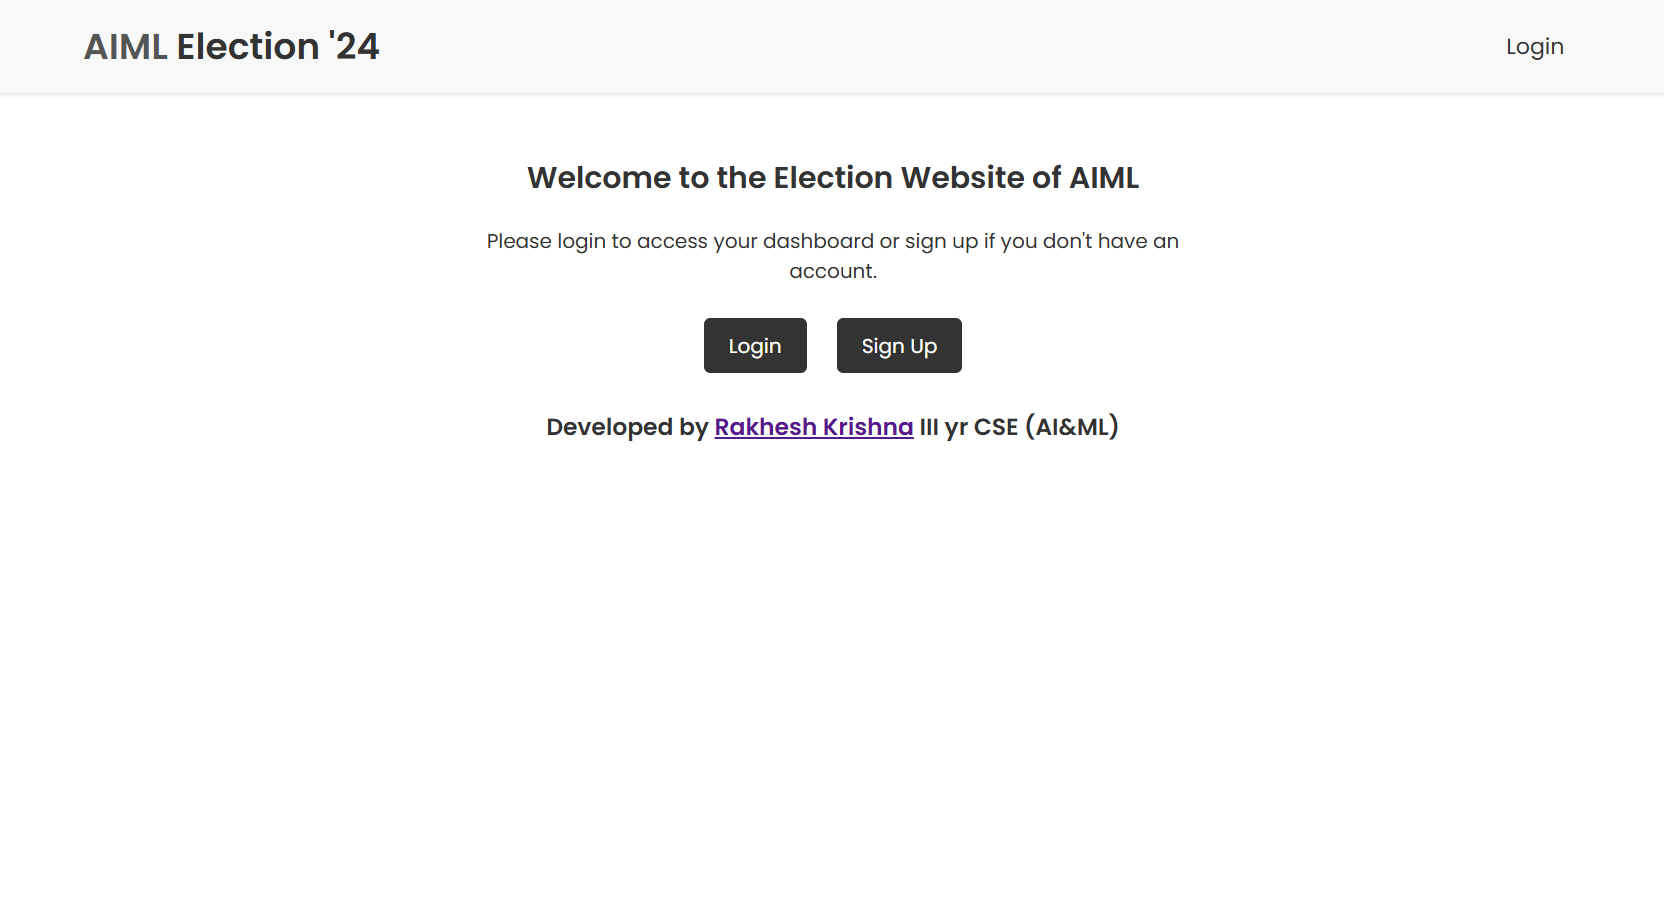 AIML Election '24
Login
Welcome to the Election Website of AIML
Please login to access your dashboard or sign up if you don't have an
account.
Login
Sign Up
Developed by Rakhesh Krishna III yr CSE (AI&ML)